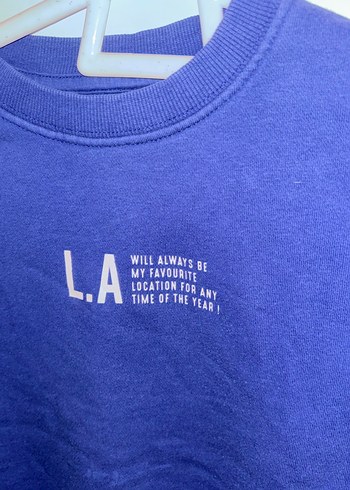 L.A
WILL ALWAYS BE
MY FAVOURITE
LOCATION FOR ANY
TIME OF THE YEAR !